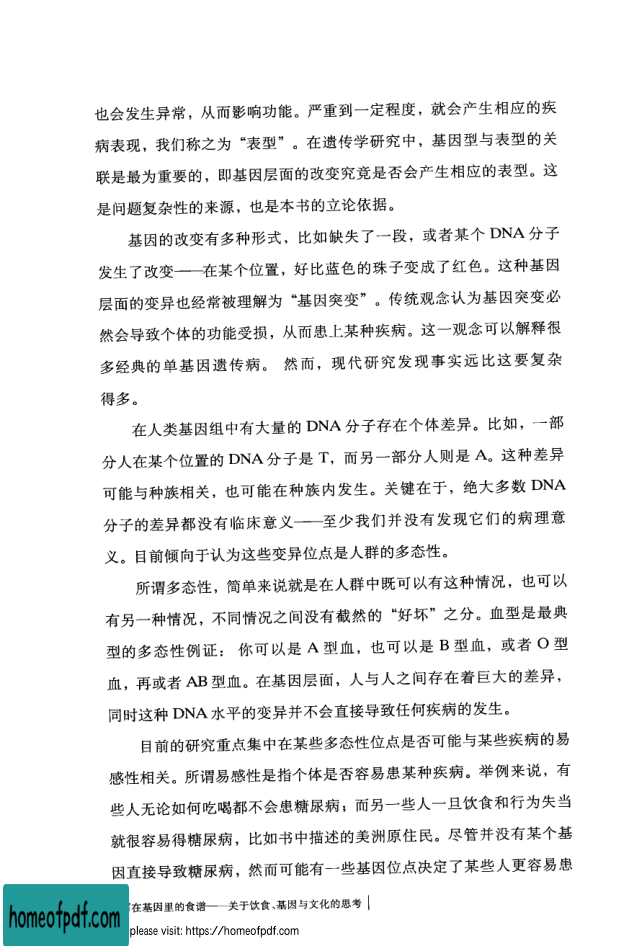 也会发生异常，从而影响功能。严重到一定程度，就会产生相应的疾
病表现，我们称之为“表型”。在遗传学研究中，基因型与表型的关
联是最为重要的，即基因层面的改变究竟是否会产生相应的表型。这
是问题复杂性的来源，也是本书的立论依据。
基因的改变有多种形式，比如缺失了一段，或者某个 DNA 分子
发生了改变——在某个位置，好比蓝色的珠子变成了红色。这种基因
层面的变异也经常被理解为“基因突变”。传统观念认为基因突变必
然会导致个体的功能受损，从而患上某种疾病。这一观念可以解释很
多经典的单基因遗传病。 然而，现代研究发现事实远比这要复杂
得多。
在人类基因组中有大量的 DNA 分子存在个体差异。比如，一部
分人在某个位置的 DNA 分子是 T，而另一部分人则是 A。这种差异
可能与种族相关，也可能在种族内发生。关键在于，绝大多数 DNA
分子的差异都没有临床意义——至少我们并没有发现它们的病理意
义。目前倾向于认为这些变异位点是人群的多态性。
所谓多态性，简单来说就是在人群中既可以有这种情况，也可以
有另一种情况，不同情况之间没有截然的“好坏”之分。血型是最典
型的多态性例证： 你可以是 A 型血，也可以是 B 型血，或者 O 型
血，再或者 AB 型血。在基因层面，人与人之间存在着巨大的差异，
同时这种 DNA 水平的变异并不会直接导致任何疾病的发生。
目前的研究重点集中在某些多态性位点是否可能与某些疾病的易
感性相关。所谓易感性是指个体是否容易患某种疾病。举例来说，有
些人无论如何吃喝都不会患糖尿病；而另一些人一旦饮食和行为失当
就很容易得糖尿病，比如书中描述的美洲原住民。尽管并没有某个基
因直接导致糖尿病，然而可能有一些基因位点决定了某些人更容易患
在基因里的食谱——关于饮食、基因与文化的思考
homeofpdf.com
please visit: https://homeofpdf.com